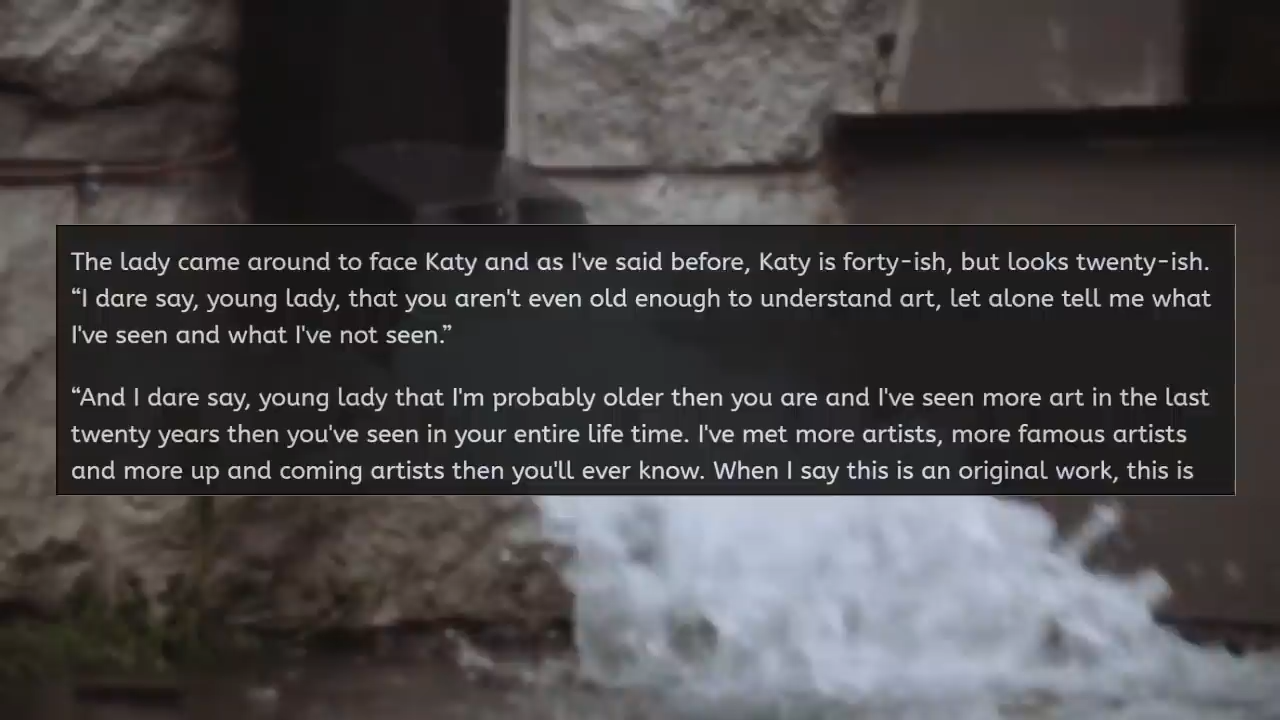 The lady came around to face Katy and as I've said before, Katy is forty-ish, but looks twenty-ish.
“I dare say, young lady, that you aren't even old enough to understand art, let alone tell me what
I've seen and what I've not seen.”
“And I dare say, young lady that I'm probably older then you are and I've seen more art in the last
twenty years then you've seen in your entire life time. I've met more artists, more famous artists
and more up and coming artists then you'll ever know. When I say this is an original work, this is